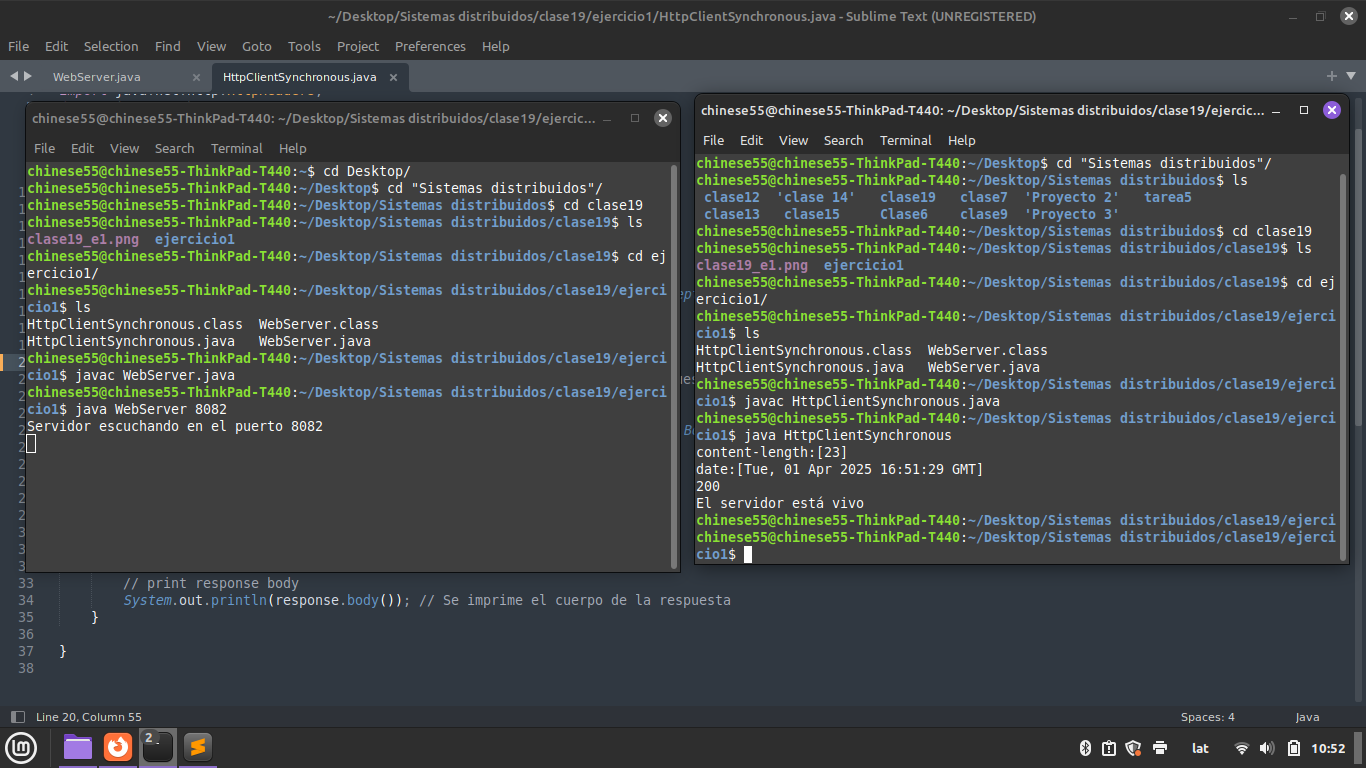 ~/Desktop/Sistemas distribuidos/clase19/ejercicio1/HttpClientSynchronous.java - Sublime Text (UNREGISTERED)
File Edit Selection Find View Goto Tools Project Preferences Help
WebServer.java
HttpClientSynchronous.java
chinese55@chinese55-ThinkPad-T440: ~/Desktop/Sistemas distribuidos/clase19/ejercic...
File Edit View Search Terminal Help
chinese55@chinese55-ThinkPad-T440:~$ cd Desktop/
chinese55@chinese55-ThinkPad-T440:~/Desktop$ cd "Sistemas distribuidos"/
chinese55@chinese55-ThinkPad-T440:~/Desktop/Sistemas distribuidos$ cd clase19
chinese55@chinese55-ThinkPad-T440:~/Desktop/Sistemas distribuidos/clase19$ ls
clase19_e1.png  ejercicio1
chinese55@chinese55-ThinkPad-T440:~/Desktop/Sistemas distribuidos/clase19$ cd ej
ercicio1/
chinese55@chinese55-ThinkPad-T440:~/Desktop/Sistemas distribuidos/clase19/ejerci
cio1$ ls
HttpClientSynchronous.class  WebServer.class
HttpClientSynchronous.java   WebServer.java
chinese55@chinese55-ThinkPad-T440:~/Desktop/Sistemas distribuidos/clase19/ejerci
cio1$ javac WebServer.java
chinese55@chinese55-ThinkPad-T440:~/Desktop/Sistemas distribuidos/clase19/ejerci
cio1$ java WebServer 8082
Servidor escuchando en el puerto 8082
chinese55@chinese55-ThinkPad-T440: ~/Desktop/Sistemas distribuidos/clase19/ejercic...
File Edit View Search Terminal Help
chinese55@chinese55-ThinkPad-T440:~/Desktop$ cd "Sistemas distribuidos"/
chinese55@chinese55-ThinkPad-T440:~/Desktop/Sistemas distribuidos$ ls
clase12  'clase 14'  clase19  clase7  'Proyecto 2'  tarea5
clase13  clase15  Clase6  clase9  'Proyecto 3'
chinese55@chinese55-ThinkPad-T440:~/Desktop/Sistemas distribuidos$ cd clase19
chinese55@chinese55-ThinkPad-T440:~/Desktop/Sistemas distribuidos/clase19$ ls
clase19_e1.png  ejercicio1
chinese55@chinese55-ThinkPad-T440:~/Desktop/Sistemas distribuidos/clase19$ cd ej
ercicio1/
chinese55@chinese55-ThinkPad-T440:~/Desktop/Sistemas distribuidos/clase19/ejerci
cio1$ ls
HttpClientSynchronous.class  WebServer.class
HttpClientSynchronous.java   WebServer.java
chinese55@chinese55-ThinkPad-T440:~/Desktop/Sistemas distribuidos/clase19/ejerci
cio1$ javac HttpClientSynchronous.java
chinese55@chinese55-ThinkPad-T440:~/Desktop/Sistemas distribuidos/clase19/ejerci
cio1$ java HttpClientSynchronous
content-length:[23]
date:[Tue, 01 Apr 2025 16:51:29 GMT]
200
El servidor está vivo
chinese55@chinese55-ThinkPad-T440:~/Desktop/Sistemas distribuidos/clase19/ejerci
chinese55@chinese55-ThinkPad-T440:~/Desktop/Sistemas distribuidos/clase19/ejerci
cio1$
33 // print response body
34 System.out.println(response.body()); // Se imprime el cuerpo de la respuesta
35 }
36
37 }
38
Line 20, Column 55
Spaces: 4
Java
2
lat
10:52